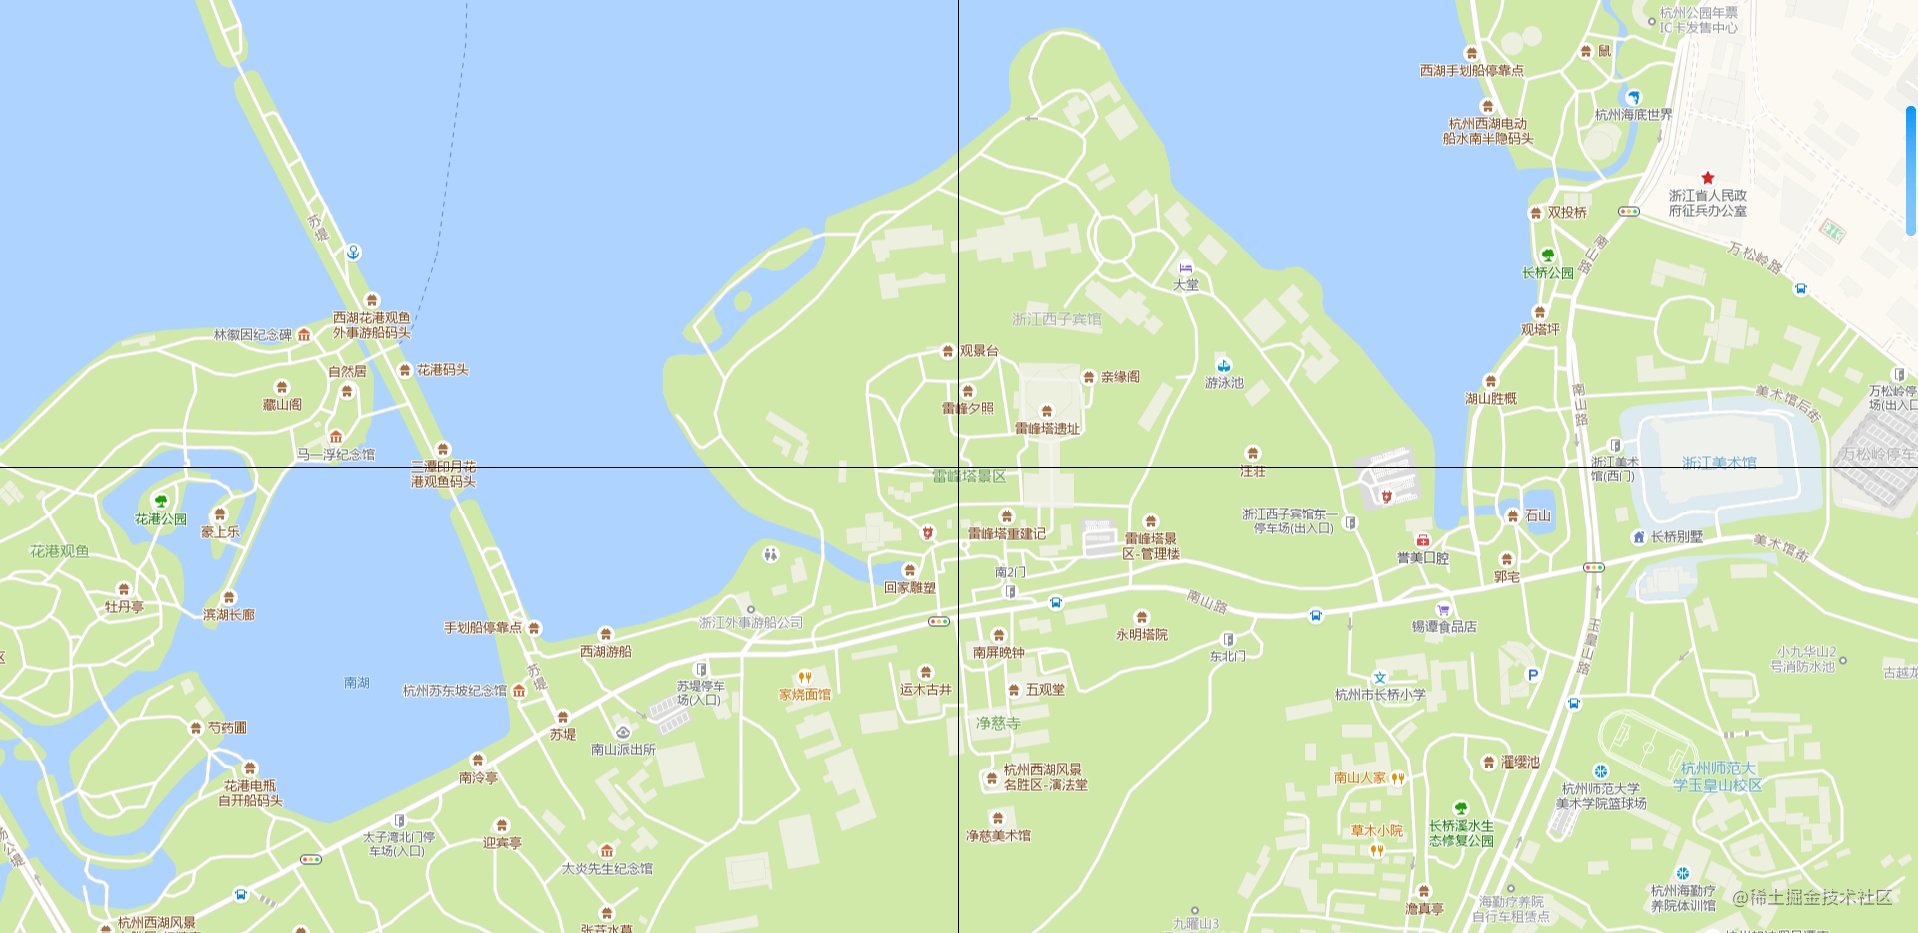 杭州公园年票
IC卡发售中心
鼠
西湖手划船停靠点
杭州海底世界
杭州西湖电动
船水南半隐码头
浙江省人民政
府征兵办公室
双投桥
苏堤
南山路
万松岭路
长桥公园
大堂
西湖花港观鱼
外事游船码头
林徽因纪念碑
浙江西子宾馆
观塔坪
观景台
自然居
花港码头
亲缘阁
游泳池
湖山胜概
南山路
美术馆后街
万松岭停
场(出入口
藏山阁
雷峰夕照
雷峰塔遗址
马一浮纪念馆
三潭印月花
港观鱼码头
汪庄
浙江美术
馆(西门)
浙江美术馆
万松岭停车
雷峰塔景区
花港公园
豪上乐
浙江西子宾馆东一
停车场(出入口)
石山
雷峰塔重建记
雷峰塔景
区-管理楼
长桥别墅
美术馆街
花港观鱼
誉美口腔
南2门
郭宅
回家雕塑
牡丹亭
滨湖长廊
南山路
浙江外事游船公司
手划船停靠点
永明塔院
锡谭食品店
玉皇山路
西湖游船
南屏晚钟
东北门
小九华山2
号消防水池
古越龙
区
苏堤
南湖
杭州苏东坡纪念馆
苏堤停车
场(入口)
家烧面馆
运木古井
五观堂
杭州市长桥小学
净慈寺
芍药圃
苏堤
南山派出所
濯缨池
南泠亭
杭州西湖风景
名胜区-演法堂
南山人家
杭州师范大
学玉皇山校区
花港电瓶
自开船码头
杭州师范大学
美术学院篮球场
太子湾北门停
车场(入口)
迎宾亭
净慈美术馆
草木小院
长桥溪水生
态修复公园
杨公堤
太炎先生纪念馆
杭州海勤疗
养院体训馆
@稀土掘金技术社区
澹真亭
海勤疗养院
自行车租赁点
杭州西湖风景
张苍水墓
九曜山3